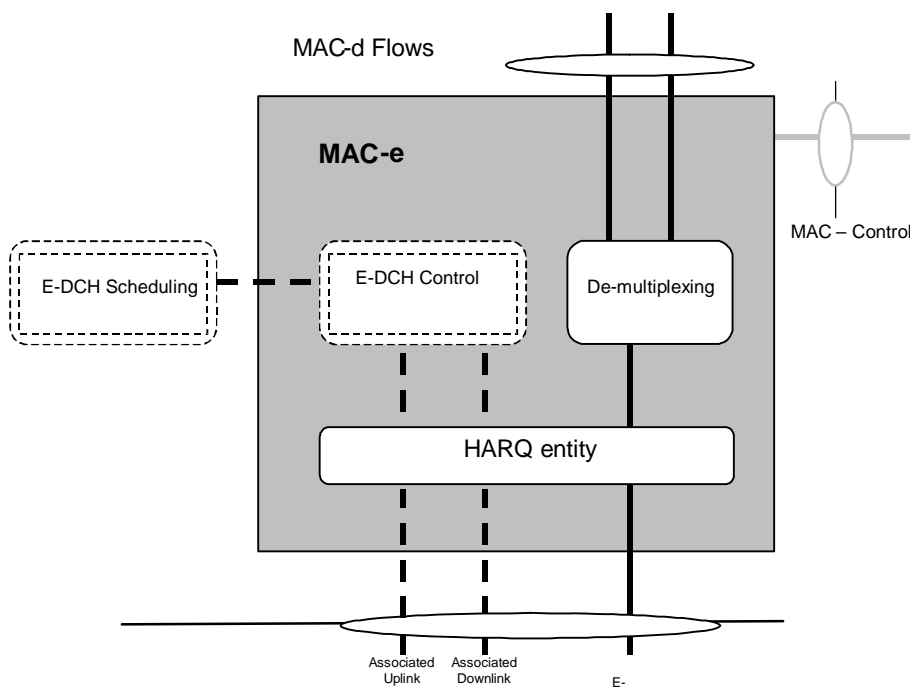 MAC-d Flows
MAC-e
MAC – Control
E-DCH Scheduling
E-DCH Control
De-multiplexing
HARQ entity
Associated
Uplink
Associated
Downlink
E-